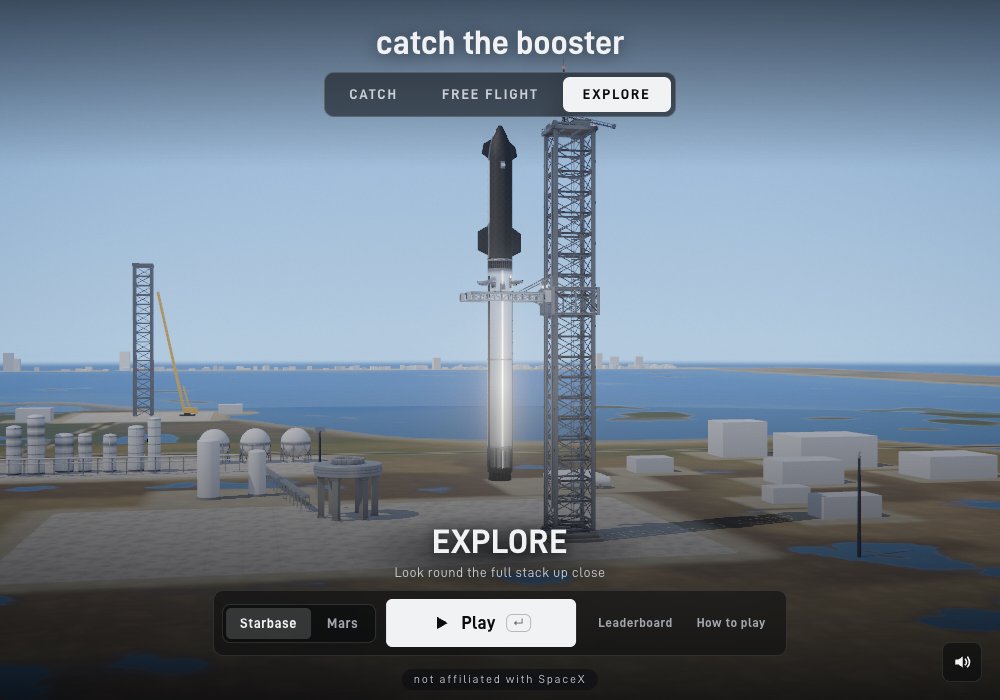 catch the booster
CATCH
FREE FLIGHT
EXPLORE
EXPLORE
Look round the full stack up close
Starbase
Mars
Play
Leaderboard
How to play
not affiliated with SpaceX